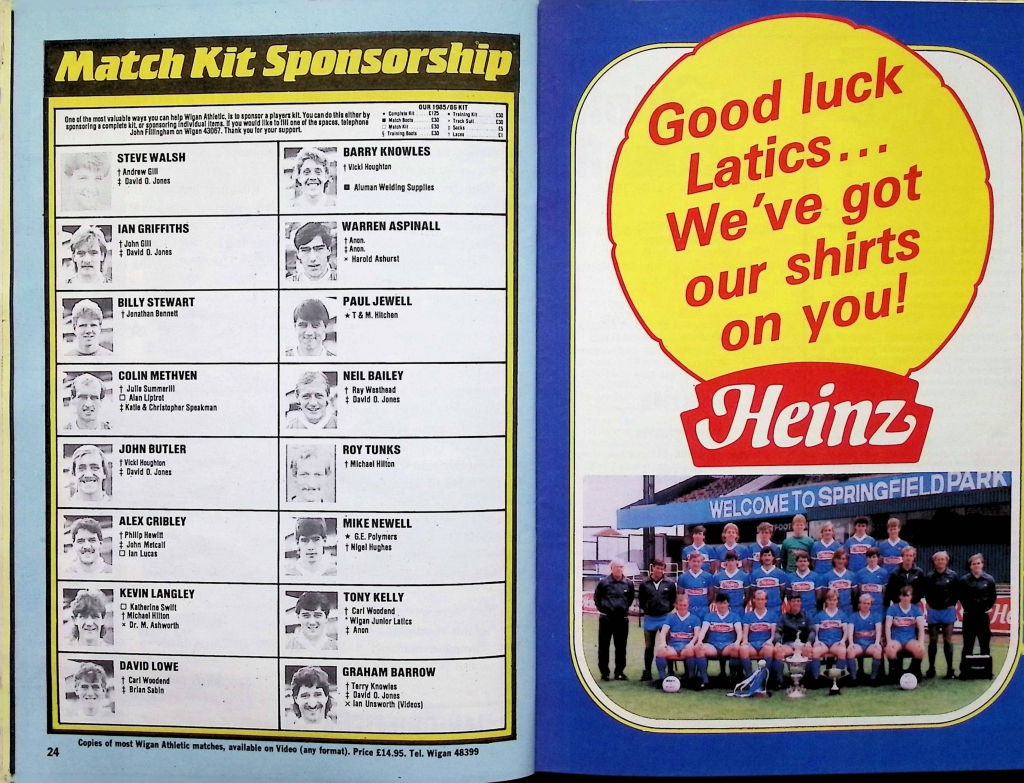 Match Kit Sponsorship
One of the most valuable ways you can help Wigan Athletic, is to sponsor a players kit. You can do this either by
sponsoring a complete kit, or sponsoring individual items. If you would like to fill one of the spaces, telephone
John Fillingham on Wigan 43067. Thank you for your support.
OUR 1985/86 KIT
★ Complete Kit £125
■ Match Boots £30
□ Match Kit £30
§ Training Boots £30
Training Kit £30
Track Suit £30
‡ Socks £5
† Laces £1
STEVE WALSH
† Andrew Gill
‡ David O. Jones
BARRY KNOWLES
† Vicki Houghton
■ Aluman Welding Supplies
IAN GRIFFITHS
† John Gill
‡ David O. Jones
WARREN ASPINALL
† Anon.
‡ Anon.
× Harold Ashurst
BILLY STEWART
† Jonathan Bennett
PAUL JEWELL
★ T & M. Hitchen
COLIN METHVEN
† Julie Summerill
□ Alan Liptrot
‡ Katie & Christopher Speakman
NEIL BAILEY
† Ray Westhead
‡ David O. Jones
JOHN BUTLER
† Vicki Houghton
‡ David O. Jones
ROY TUNKS
† Michael Hilton
ALEX CRIBLEY
† Philip Hewitt
‡ John Metcalf
□ Ian Lucas
MIKE NEWELL
★ G.E. Polymers
† Nigel Hughes
KEVIN LANGLEY
□ Katherine Swift
† Michael Hilton
× Dr. M. Ashworth
TONY KELLY
† Carl Woodend
* Wigan Junior Latics
‡ Anon
DAVID LOWE
† Carl Woodend
‡ Brian Sabin
GRAHAM BARROW
† Terry Knowles
‡ David O. Jones
× Ian Unsworth (Videos)
24
Copies of most Wigan Athletic matches, available on Video (any format). Price £14.95. Tel. Wigan 48399
Good luck
Latics...
We've got
our shirts
on you!
Heinz
WELCOME TO SPRINGFIELD PARK